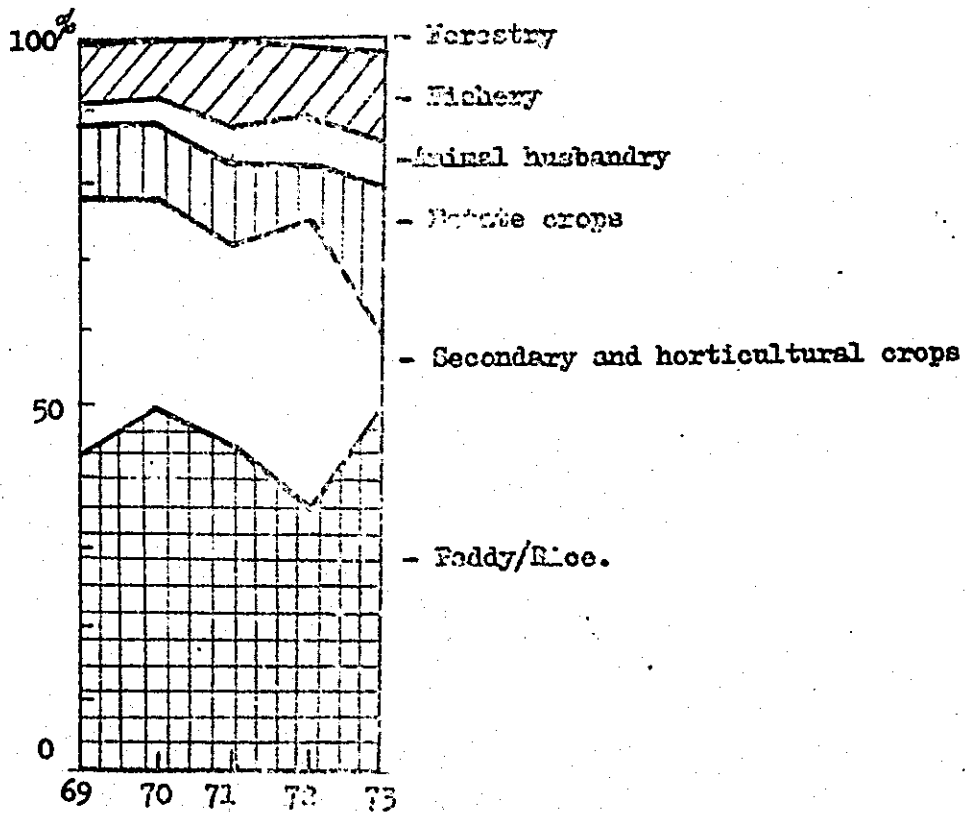 100%
- Forestry
- Fishery
- Animal husbandry
- Estate crops
- Secondary and horticultural crops
50
- Paddy/Rice.
0
69 70 71 72 73